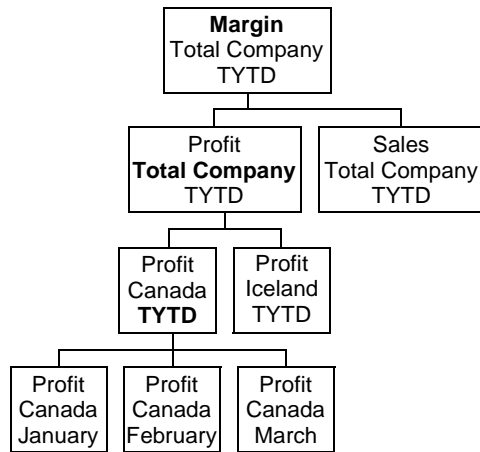 Margin
Total Company
TYTD
Profit
Total Company
TYTD
Sales
Total Company
TYTD
Profit
Canada
TYTD
Profit
Iceland
TYTD
Profit
Canada
January
Profit
Canada
February
Profit
Canada
March